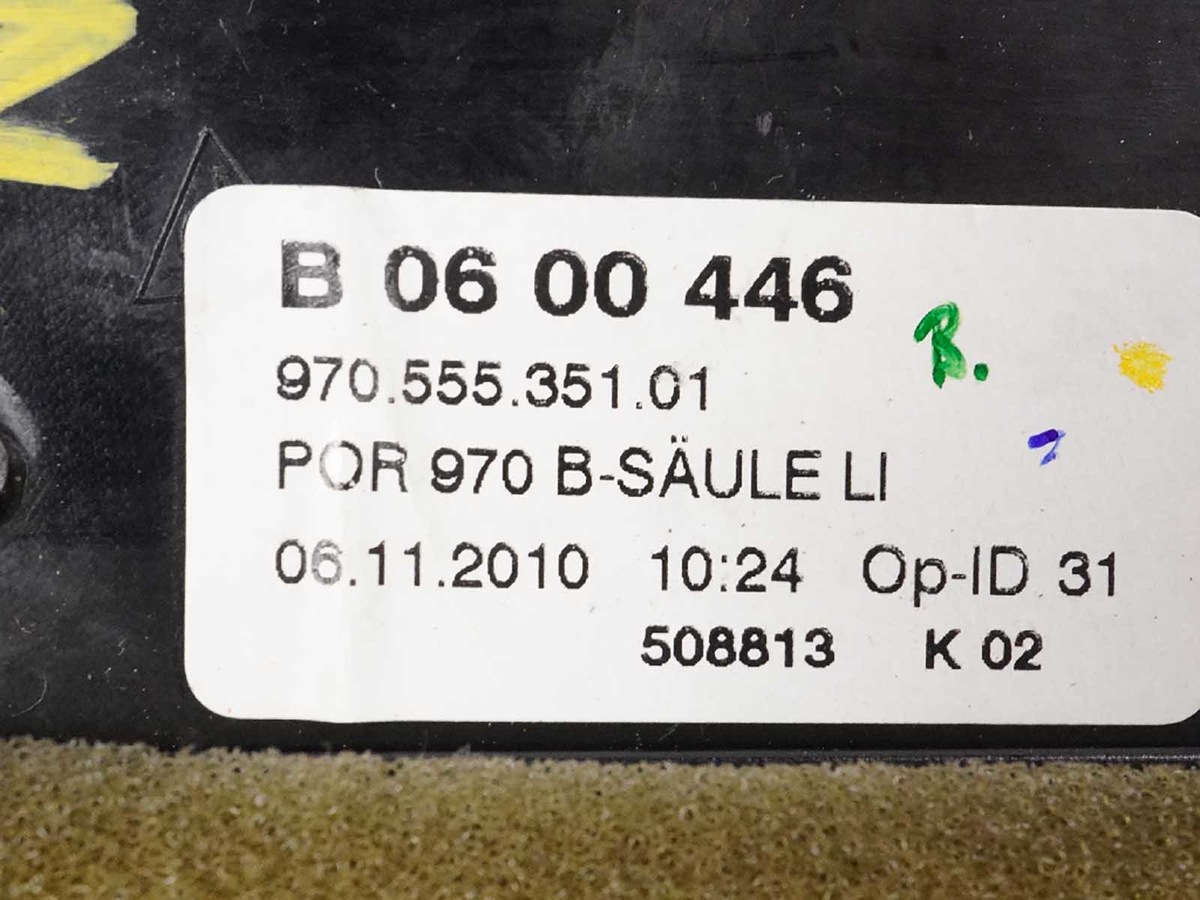 B 06 00 446
R.
970.555.351.01
POR 970 B-SÄULE LI
06.11.2010 10:24 Op-ID 31
508813 K 02